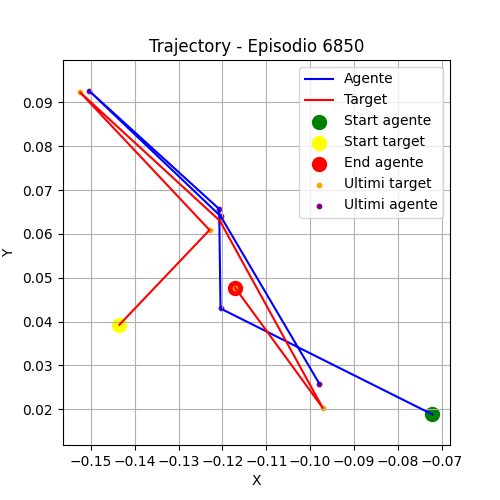 Trajectory - Episodio 6850
Agente
Target
Start agente
Start target
End agente
Ultimi target
Ultimi agente
Y
0.09
0.08
0.07
0.06
0.05
0.04
0.03
0.02
−0.15 −0.14 −0.13 −0.12 −0.11 −0.10 −0.09 −0.08 −0.07
X